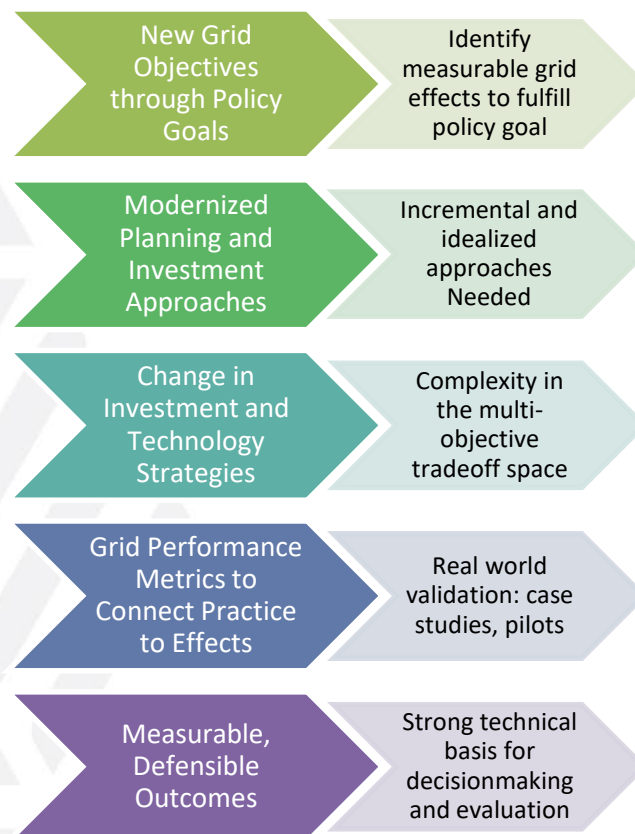 New Grid
Objectives
through Policy
Goals
Identify
measurable grid
effects to fulfill
policy goal
Modernized
Planning and
Investment
Approaches
Incremental and
idealized
approaches
Needed
Change in
Investment and
Technology
Strategies
Complexity in
the multi-
objective
tradeoff space
Grid Performance
Metrics to
Connect Practice
to Effects
Real world
validation: case
studies, pilots
Measurable,
Defensible
Outcomes
Strong technical
basis for
decisionmaking
and evaluation